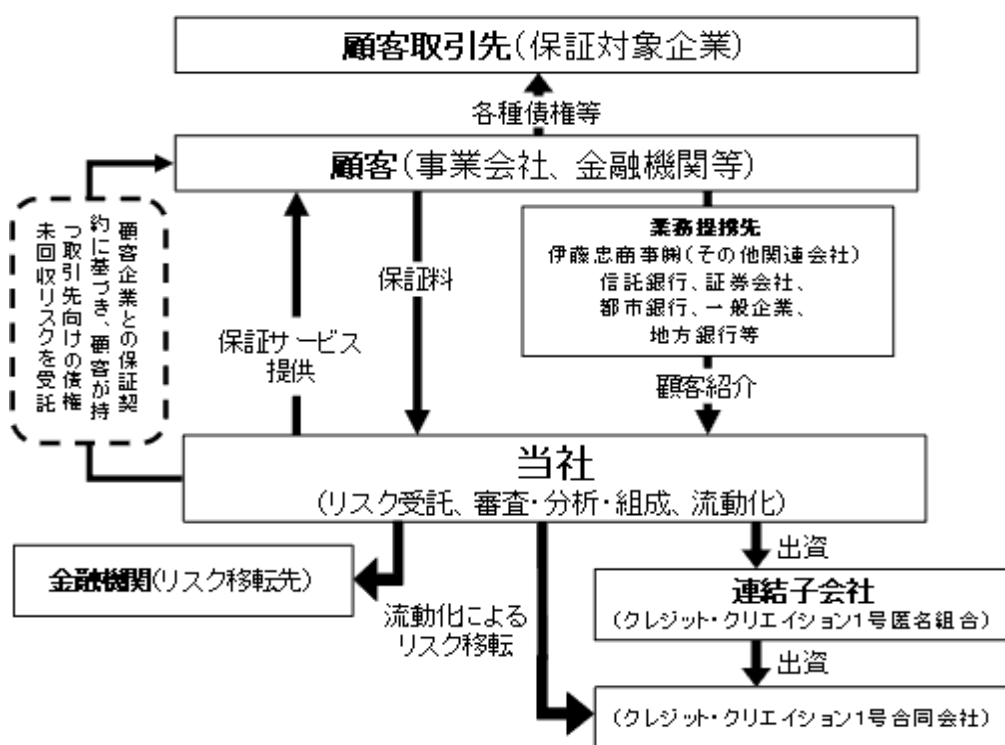 顧客取引先(保証対象企業)
各種債権等
顧客(事業会社、金融機関等)
顧客企業との保証契
約に基づき、顧客が持
つ取引先向けの債権
未回収リスクを受託
保証サービス
提供
保証料
業務提携先
伊藤忠商事㈱(その他関連会社)
信託銀行、証券会社、
都市銀行、一般企業、
地方銀行等
顧客紹介
当社
(リスク受託、審査・分析・組成、流動化)
金融機関(リスク移転先)
流動化による
リスク移転
出資
連結子会社
(クレジット・クリエイション1号匿名組合)
出資
(クレジット・クリエイション1号合同会社)